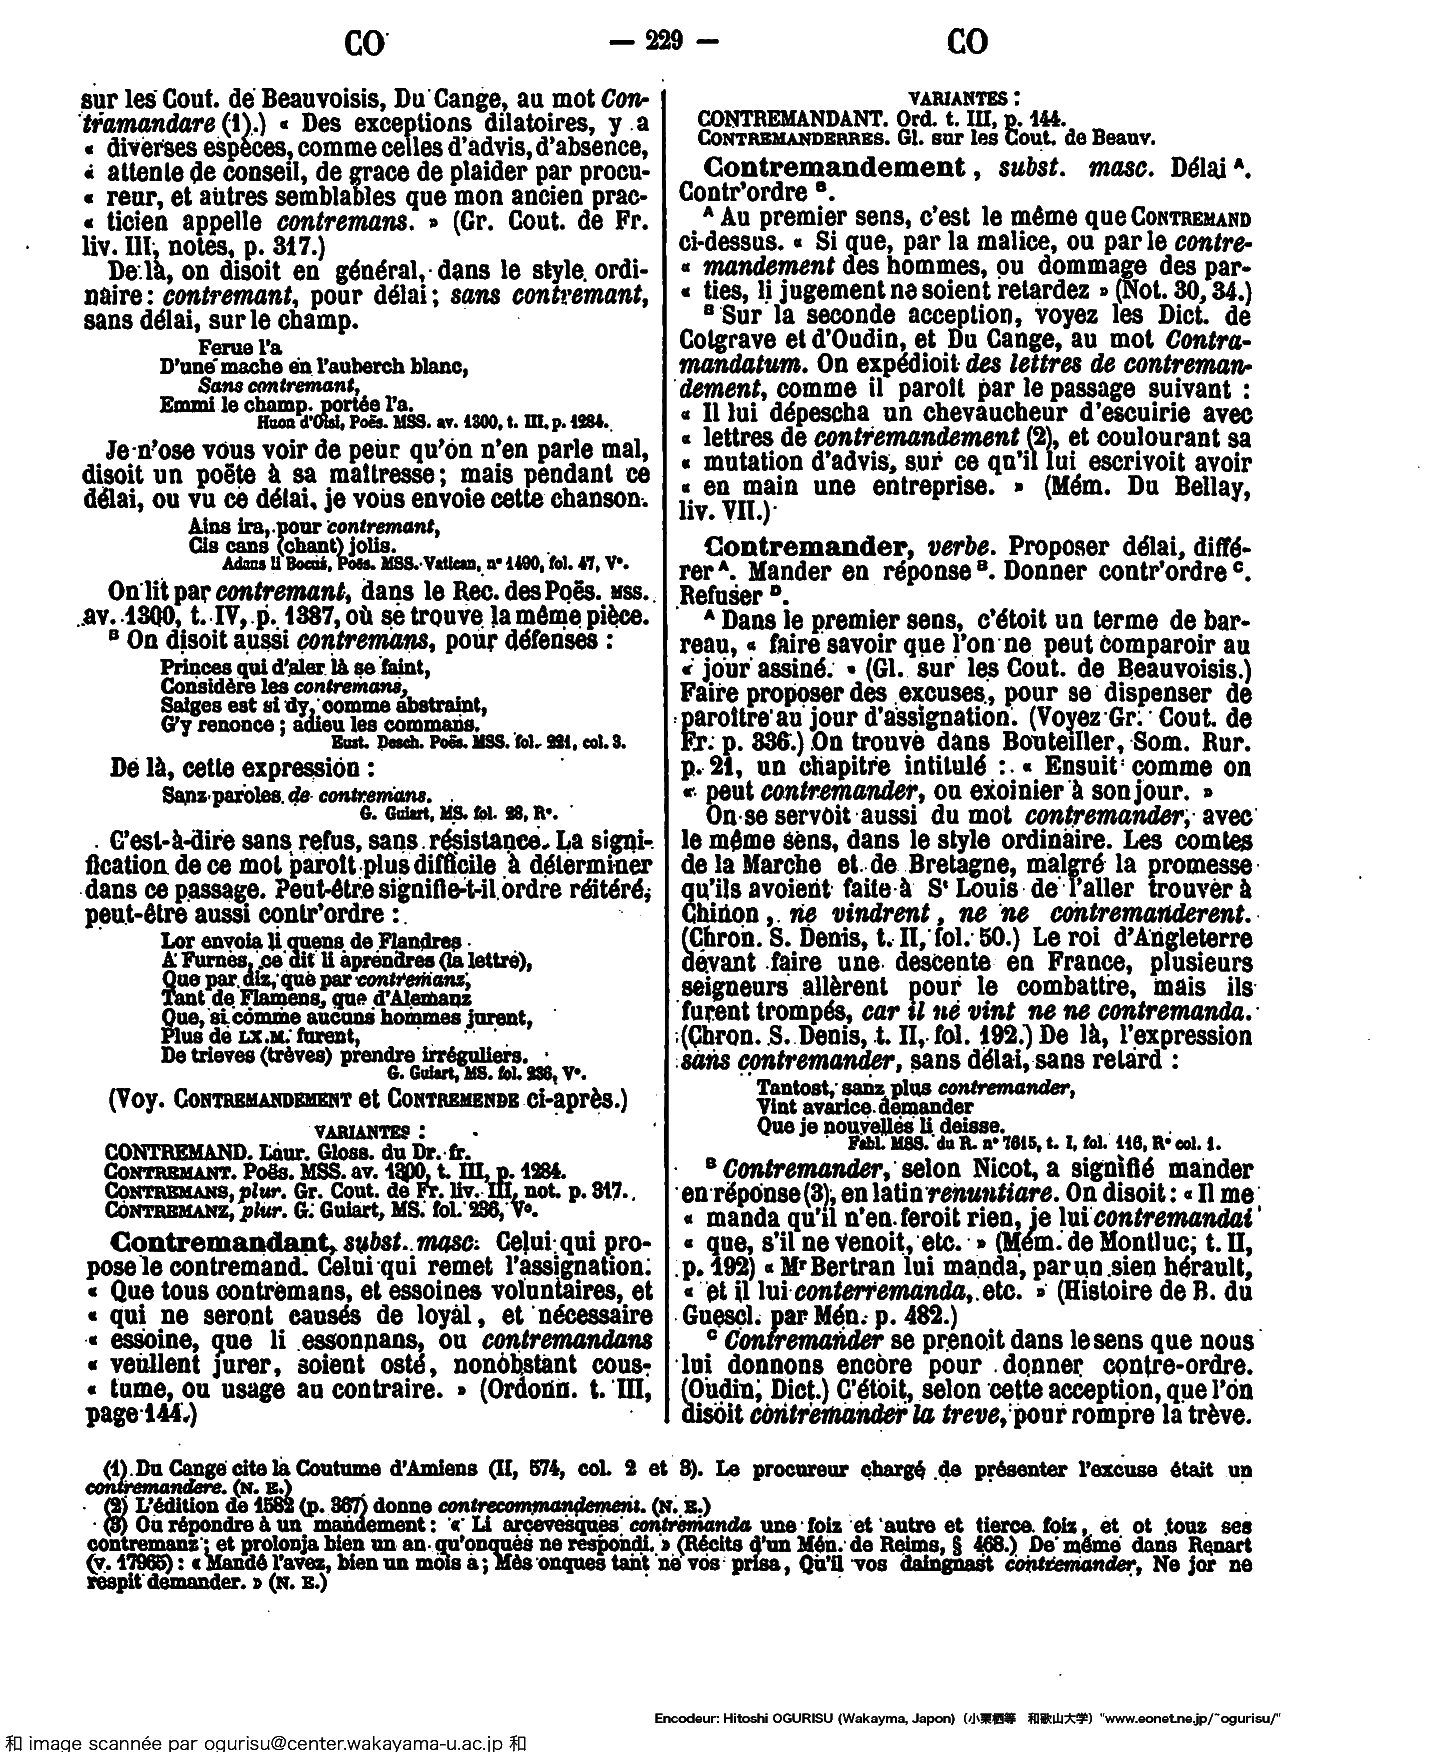 CO — 229 — CO
sur les Cout. de Beauvoisis, Du Cange, au mot Con-
tramandare (1).) « Des exceptions dilatoires, y a
« diverses espèces, comme celles d'advis, d'absence,
« attente de conseil, de grace de plaider par procu-
« reur, et autres semblables que mon ancien prac-
« ticien appelle contremans. » (Gr. Cout. de Fr.
liv. III, notes, p. 317.)
De là, on disoit en général, dans le style ordi-
naire : contremant, pour délai ; sans contremant,
sans délai, sur le champ.
Ferue l'a
D'une mache en l'auberch blanc,
Sans contremant,
Emmi le champ portée l'a.
Huon d'Oisi, Poës. MSS. av. 1300, t. III, p. 1284.
Je n'ose vous voir de peur qu'on n'en parle mal,
disoit un poëte à sa maîtresse ; mais pendant ce
délai, ou vu ce délai, je vous envoie cette chanson.
Ains ira, pour contremant,
Cis cans (chant) jolis.
Adans li Bocus, Poës. MSS. Vatican, n° 1490, fol. 47, V°.
On lit par contremant, dans le Rec. des Poës. MSS.
av. 1300, t. IV, p. 1387, où se trouve la même pièce.
B On disoit aussi contremans, pour défenses :
Princes qui d'aler là se faint,
Considère les contremans,
Saiges est si dy, comme abstraint,
G'y renonce ; adieu les commans.
Eust. Desch. Poës. MSS. fol. 221, col. 3.
De là, cette expression :
Sanz paroles de contremans.
G. Guiart, MS. fol. 28, R°.
C'est-à-dire sans refus, sans résistance. La signi-
fication de ce mot paroît plus difficile à déterminer
dans ce passage. Peut-être signifie-t-il ordre réitéré,
peut-être aussi contr'ordre :
Lor envoia li quens de Flandres
A Furnes, ce dit li aprendres (la lettre),
Que par diz, que par contremanz,
Tant de Flamens, que d'Alemanz
Que, si comme aucuns hommes jurent,
Plus de LX.M. furent,
De trieves (trèves) prendre irréguliers.
G. Guiart, MS. fol. 236, V°.
(Voy. CONTREMANDEMENT et CONTREMENDE ci-après.)
VARIANTES :
CONTREMAND. Laur. Gloss. du Dr. fr.
CONTREMANT. Poës. MSS. av. 1300, t. III, p. 1284.
CONTREMANS, plur. Gr. Cout. de Fr. liv. III, not. p. 317.
CONTREMANZ, plur. G. Guiart, MS. fol. 236, V°.
Contremandant, subst. masc. Celui qui pro-
pose le contremand. Celui qui remet l'assignation.
« Que tous contremans, et essoines voluntaires, et
« qui ne seront causés de loyal, et nécessaire
« essoine, que li essonnans, ou contremandans
« veullent jurer, soient osté, nonobstant cous-
« tume, ou usage au contraire. » (Ordonn. t. III,
page 144.)
VARIANTES :
CONTREMANDANT. Ord. t. III, p. 144.
CONTREMANDERRES. Gl. sur les Cout. de Beauv.
Contremandement, subst. masc. Délai A.
Contr'ordre B.
A Au premier sens, c'est le même que CONTREMAND
ci-dessus. « Si que, par la malice, ou par le contre-
« mandement des hommes, ou dommage des par-
« ties, li jugement ne soient retardez » (Not. 30, 34.)
B Sur la seconde acception, voyez les Dict. de
Cotgrave et d'Oudin, et Du Cange, au mot Contra-
mandatum. On expédioit des lettres de contreman-
dement, comme il paroît par le passage suivant :
« Il lui dépescha un chevaucheur d'escuirie avec
« lettres de contremandement (2), et coulourant sa
« mutation d'advis, sur ce qu'il lui escrivoit avoir
« en main une entreprise. » (Mém. Du Bellay,
liv. VII.)
Contremander, verbe. Proposer délai, diffé-
rer A. Mander en réponse B. Donner contr'ordre C.
Refuser D.
A Dans le premier sens, c'étoit un terme de bar-
reau, « faire savoir que l'on ne peut comparoir au
« jour assiné. » (Gl. sur les Cout. de Beauvoisis.)
Faire proposer des excuses, pour se dispenser de
paroître au jour d'assignation. (Voyez Gr. Cout. de
Fr. p. 336.) On trouve dans Bouteiller, Som. Rur.
p. 21, un chapitre intitulé : « Ensuit comme on
« peut contremander, ou exoinier à son jour. »
On se servoit aussi du mot contremander, avec
le même sens, dans le style ordinaire. Les comtes
de la Marche et de Bretagne, malgré la promesse
qu'ils avoient faite à St Louis de l'aller trouver à
Chinon, ne vindrent, ne ne contremanderent.
(Chron. S. Denis, t. II, fol. 50.) Le roi d'Angleterre
devant faire une descente en France, plusieurs
seigneurs allèrent pour le combattre, mais ils
furent trompés, car il ne vint ne ne contremanda.
(Chron. S. Denis, t. II, fol. 192.) De là, l'expression
sans contremander, sans délai, sans retard :
Tantost, sanz plus contremander,
Vint avarice demander
Que je nouvelles li deisse.
Fabl. MSS. du R. n° 7615, t. I, fol. 116, R° col. 1.
B Contremander, selon Nicot, a signifié mander
en réponse (3), en latin renuntiare. On disoit : « Il me
« manda qu'il n'en feroit rien, je lui contremandai
« que, s'il ne venoit, etc. » (Mém. de Montluc, t. II,
p. 192) « Mr Bertran lui manda, par un sien hérault,
« et il lui conterremanda, etc. » (Histoire de B. du
Guescl. par Mén. p. 482.)
C Contremander se prenoit dans le sens que nous
lui donnons encore pour donner contre-ordre.
(Oudin, Dict.) C'étoit, selon cette acception, que l'on
disoit contremander la treve, pour rompre la trève.
(1) Du Cange cite la Coutume d'Amiens (II, 574, col. 2 et 3). Le procureur chargé de présenter l'excuse était un
contremandere. (N. E.)
(2) L'édition de 1582 (p. 367) donne contrecommandement. (N. E.)
(3) Ou répondre à un mandement : « Li arcevesques contremanda une foiz et autre et tierce foiz, et ot touz ses
contremanz ; et prolonja bien un an qu'onques ne respondi. » (Récits d'un Mén. de Reims, § 468.) De même dans Renart
(v. 17965) : « Mandé l'avez, bien un mois a ; Mès onques tant ne vos prisa, Qu'il vos daingnast contremander, Ne jor ne
respit demander. » (N. E.)
Encodeur: Hitoshi OGURISU (Wakayma, Japon) (小栗栖等 和歌山大学) "www.eonet.ne.jp/~ogurisu/"
和 image scannée par ogurisu@center.wakayama-u.ac.jp 和